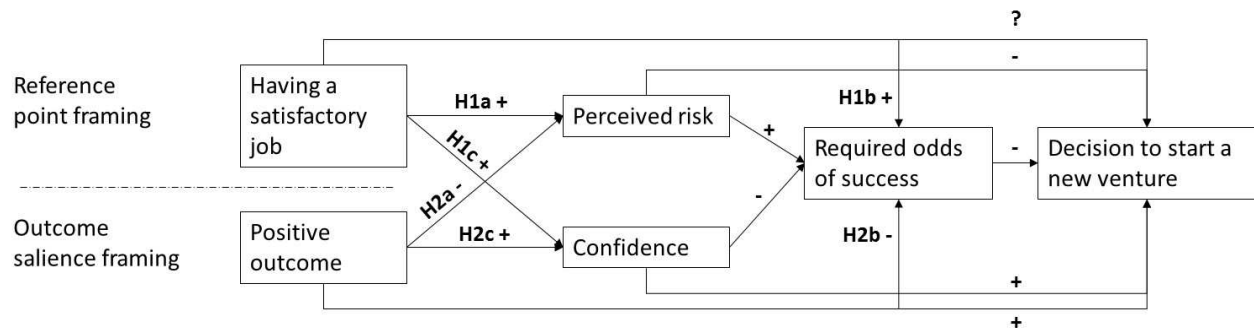 ?
-
Reference
point framing
Having a
satisfactory
job
H1a +
H1c +
H2a -
Perceived risk
+
H1b +
Required odds
of success
-
Decision to start a
new venture
Outcome
salience framing
Positive
outcome
H2c +
Confidence
-
H2b -
+
+